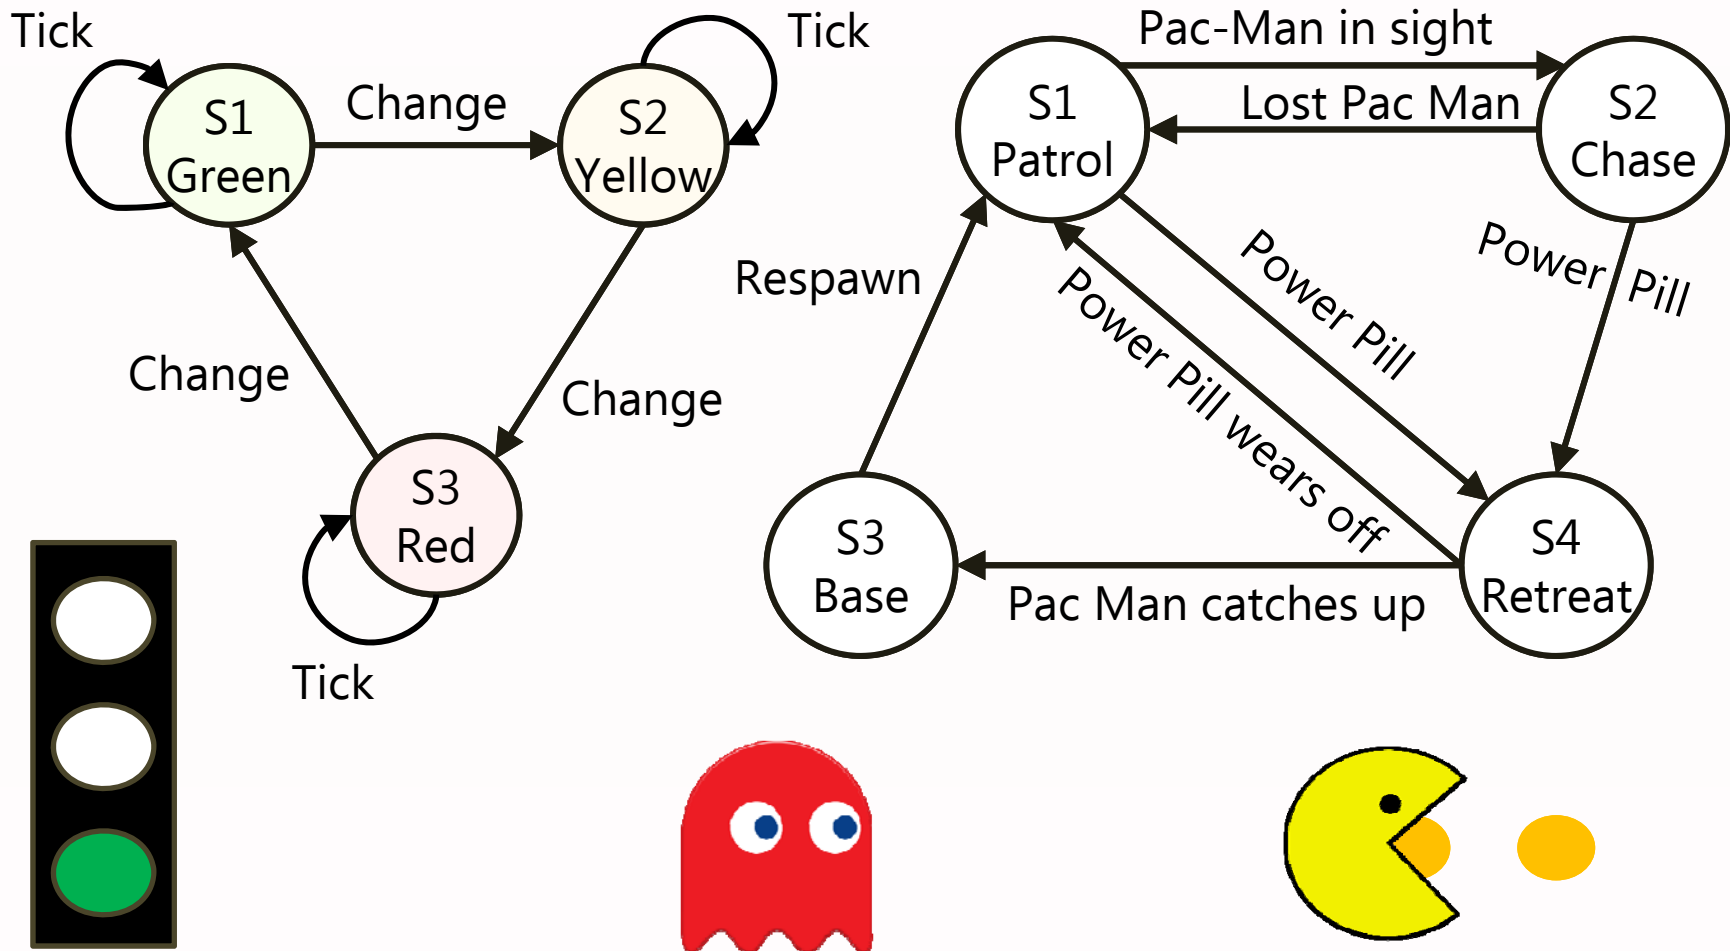 Tick
Tick
S1
Green
Change
S2
Yellow
Change
Change
S3
Red
Tick
Pac-Man in sight
S1
Patrol
Lost Pac Man
S2
Chase
Respawn
Power Pill
Power Pill
Power Pill wears off
S3
Base
Pac Man catches up
S4
Retreat